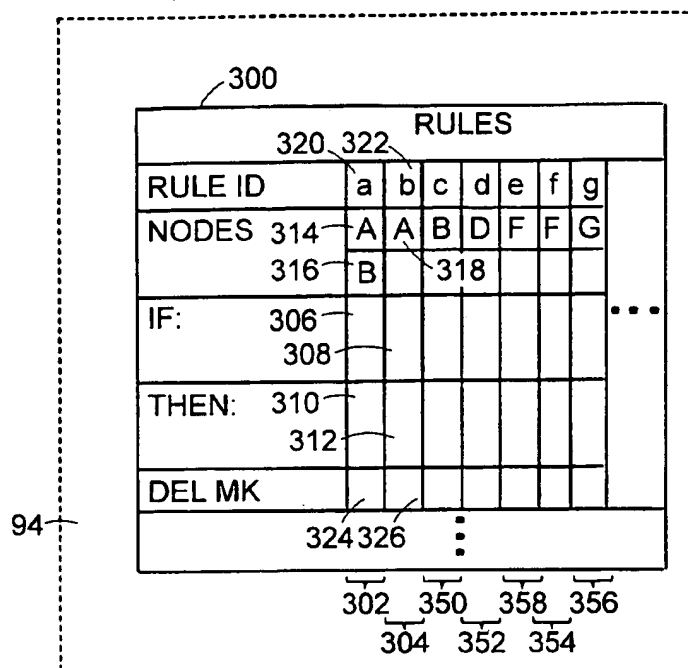 300
RULES
320 322
RULE ID a b c d e f g
NODES 314 A A B D F F G
316 B 318
IF: 306
308
THEN: 310
312
DEL MK
94
324 326
302 350 358 356
304 352 354